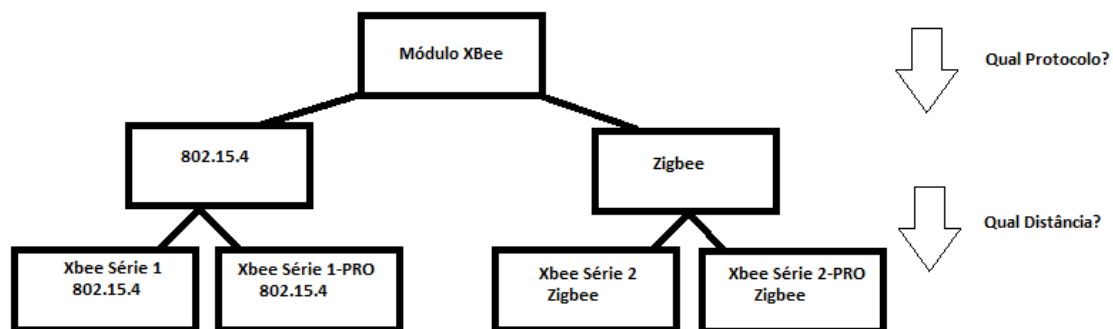 Módulo XBee
Qual Protocolo?
802.15.4
Zigbee
Qual Distância?
Xbee Série 1
802.15.4
Xbee Série 1-PRO
802.15.4
Xbee Série 2
Zigbee
Xbee Série 2-PRO
Zigbee